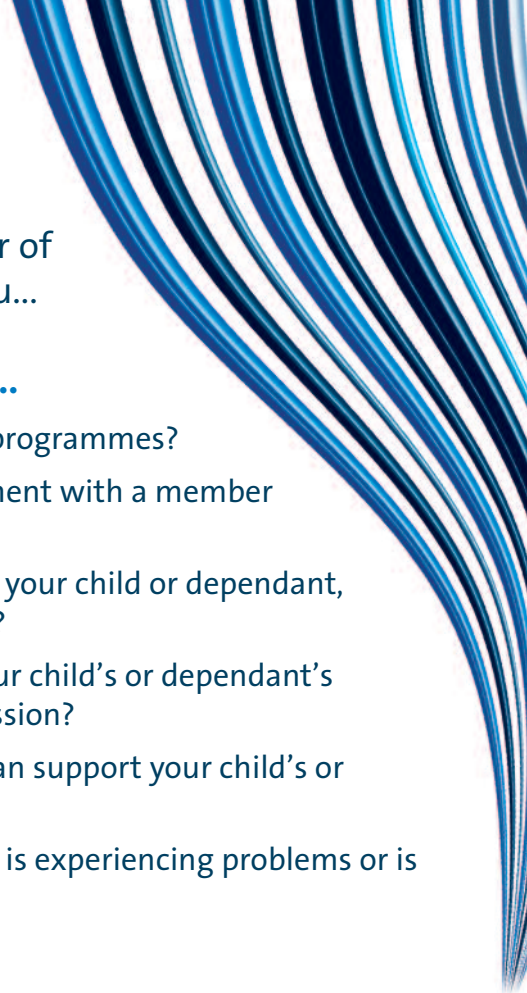 r of
u...
...
programmes?
nent with a member
your child or dependant,
?
ur child's or dependant's
ssion?
an support your child's or
is experiencing problems or is